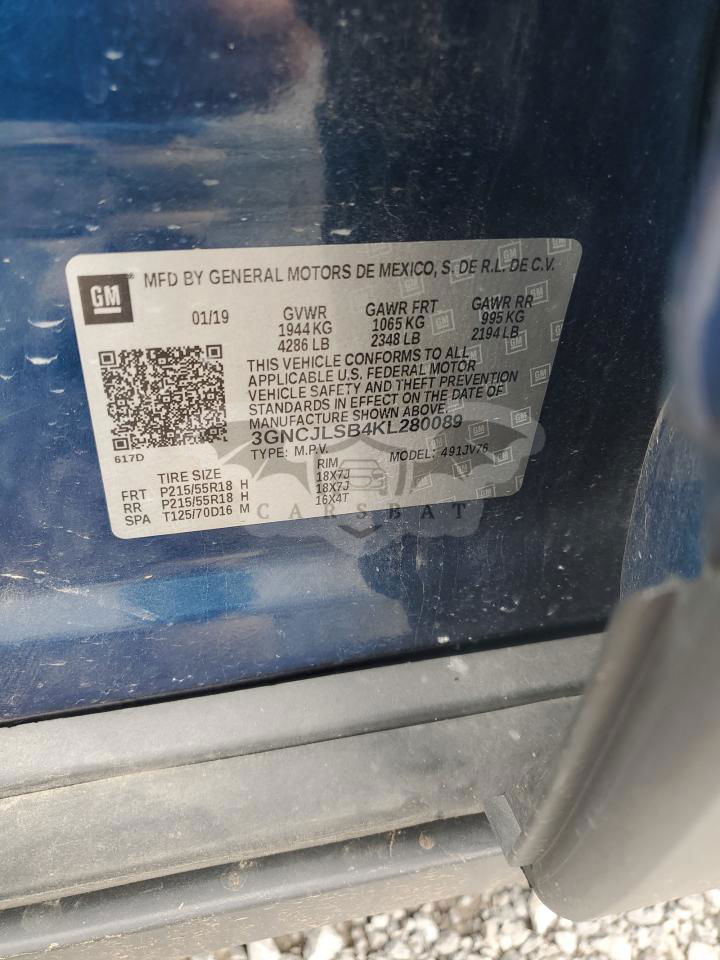 GM
MFD BY GENERAL MOTORS DE MEXICO, S. DE R.L. DE C.V.
01/19 GVWR GAWR FRT GAWR RR
1944 KG 1065 KG 995 KG
4286 LB 2348 LB 2194 LB
THIS VEHICLE CONFORMS TO ALL
APPLICABLE U.S. FEDERAL MOTOR
VEHICLE SAFETY AND THEFT PREVENTION
STANDARDS IN EFFECT ON THE DATE OF
MANUFACTURE SHOWN ABOVE.
3GNCJLSB4KL280089
617D TYPE: M.P.V. MODEL: 491JV76
TIRE SIZE RIM
FRT P215/55R18 H 18X7J
RR P215/55R18 H 18X7J
SPA T125/70D16 M 16X4T
CARSBAT